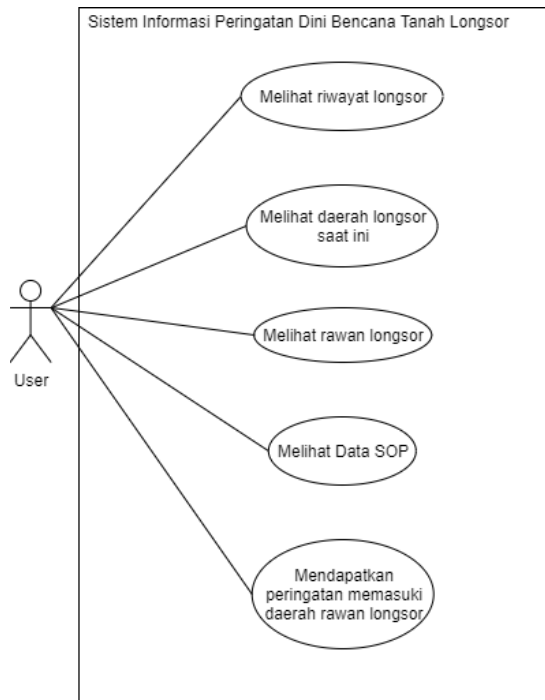 Sistem Informasi Peringatan Dini Bencana Tanah Longsor
Melihat riwayat longsor
Melihat daerah longsor
saat ini
Melihat rawan longsor
User
Melihat Data SOP
Mendapatkan
peringatan memasuki
daerah rawan longsor